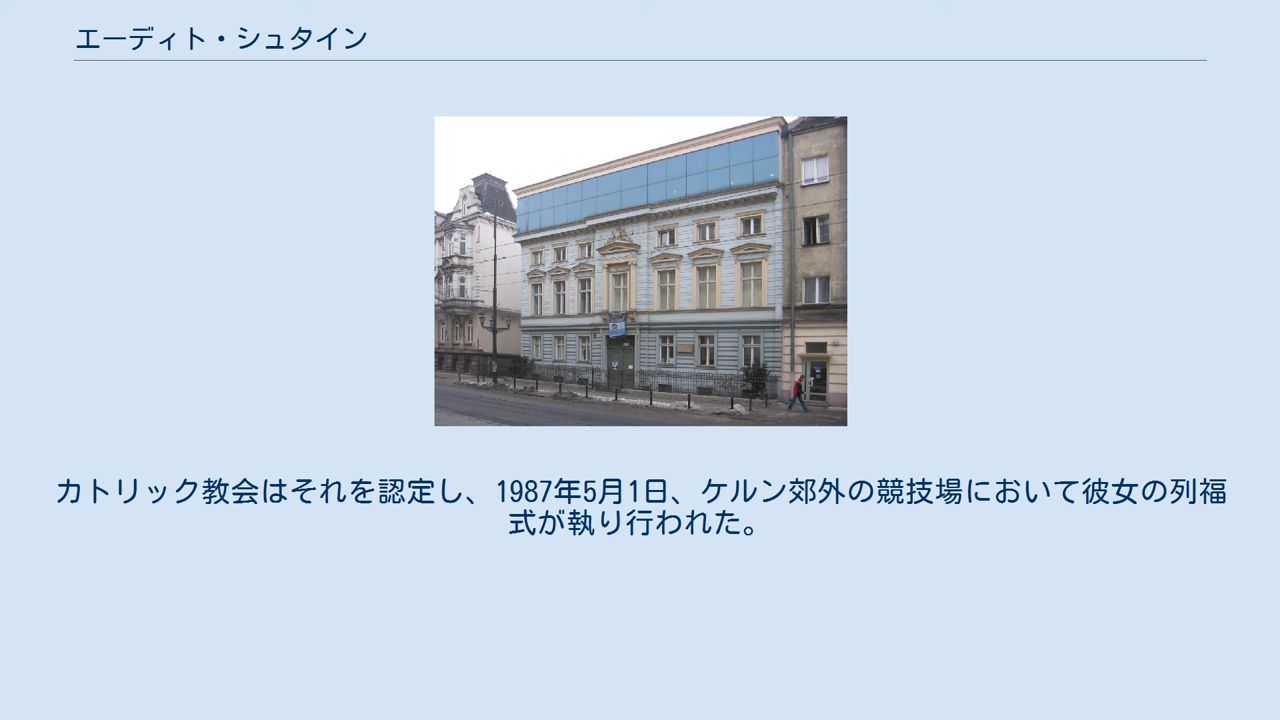 エーディト・シュタイン
カトリック教会はそれを認定し、1987年5月1日、ケルン郊外の競技場において彼女の列福
式が執り行われた。